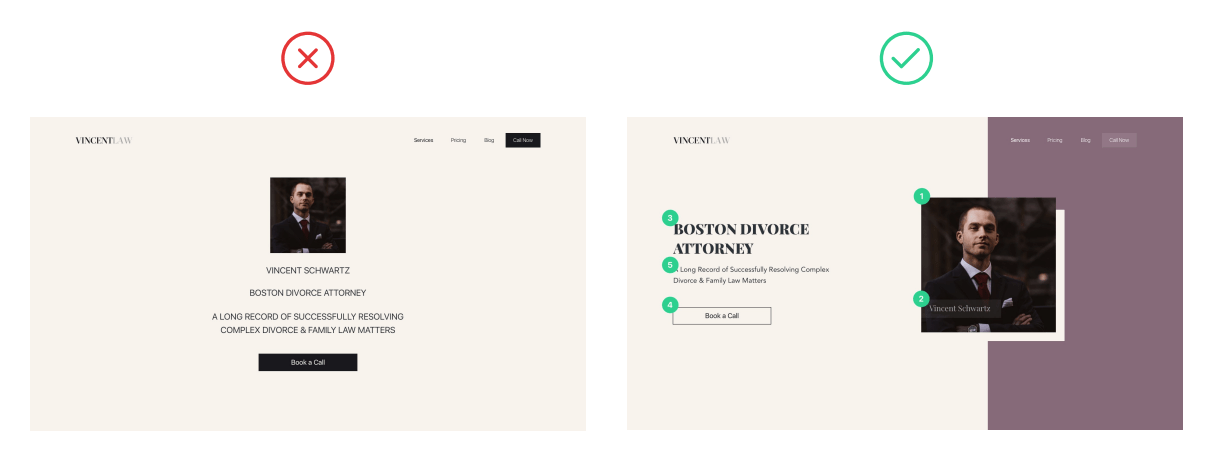 VINCENTLAW
Services Pricing Blog Call Now
VINCENT SCHWARTZ
BOSTON DIVORCE ATTORNEY
A LONG RECORD OF SUCCESSFULLY RESOLVING
COMPLEX DIVORCE & FAMILY LAW MATTERS
Book a Call
VINCENTLAW
Services Pricing Blog Call Now
3
BOSTON DIVORCE
ATTORNEY
5
A Long Record of Successfully Resolving Complex
Divorce & Family Law Matters
4
Book a Call
1
2
Vincent Schwartz